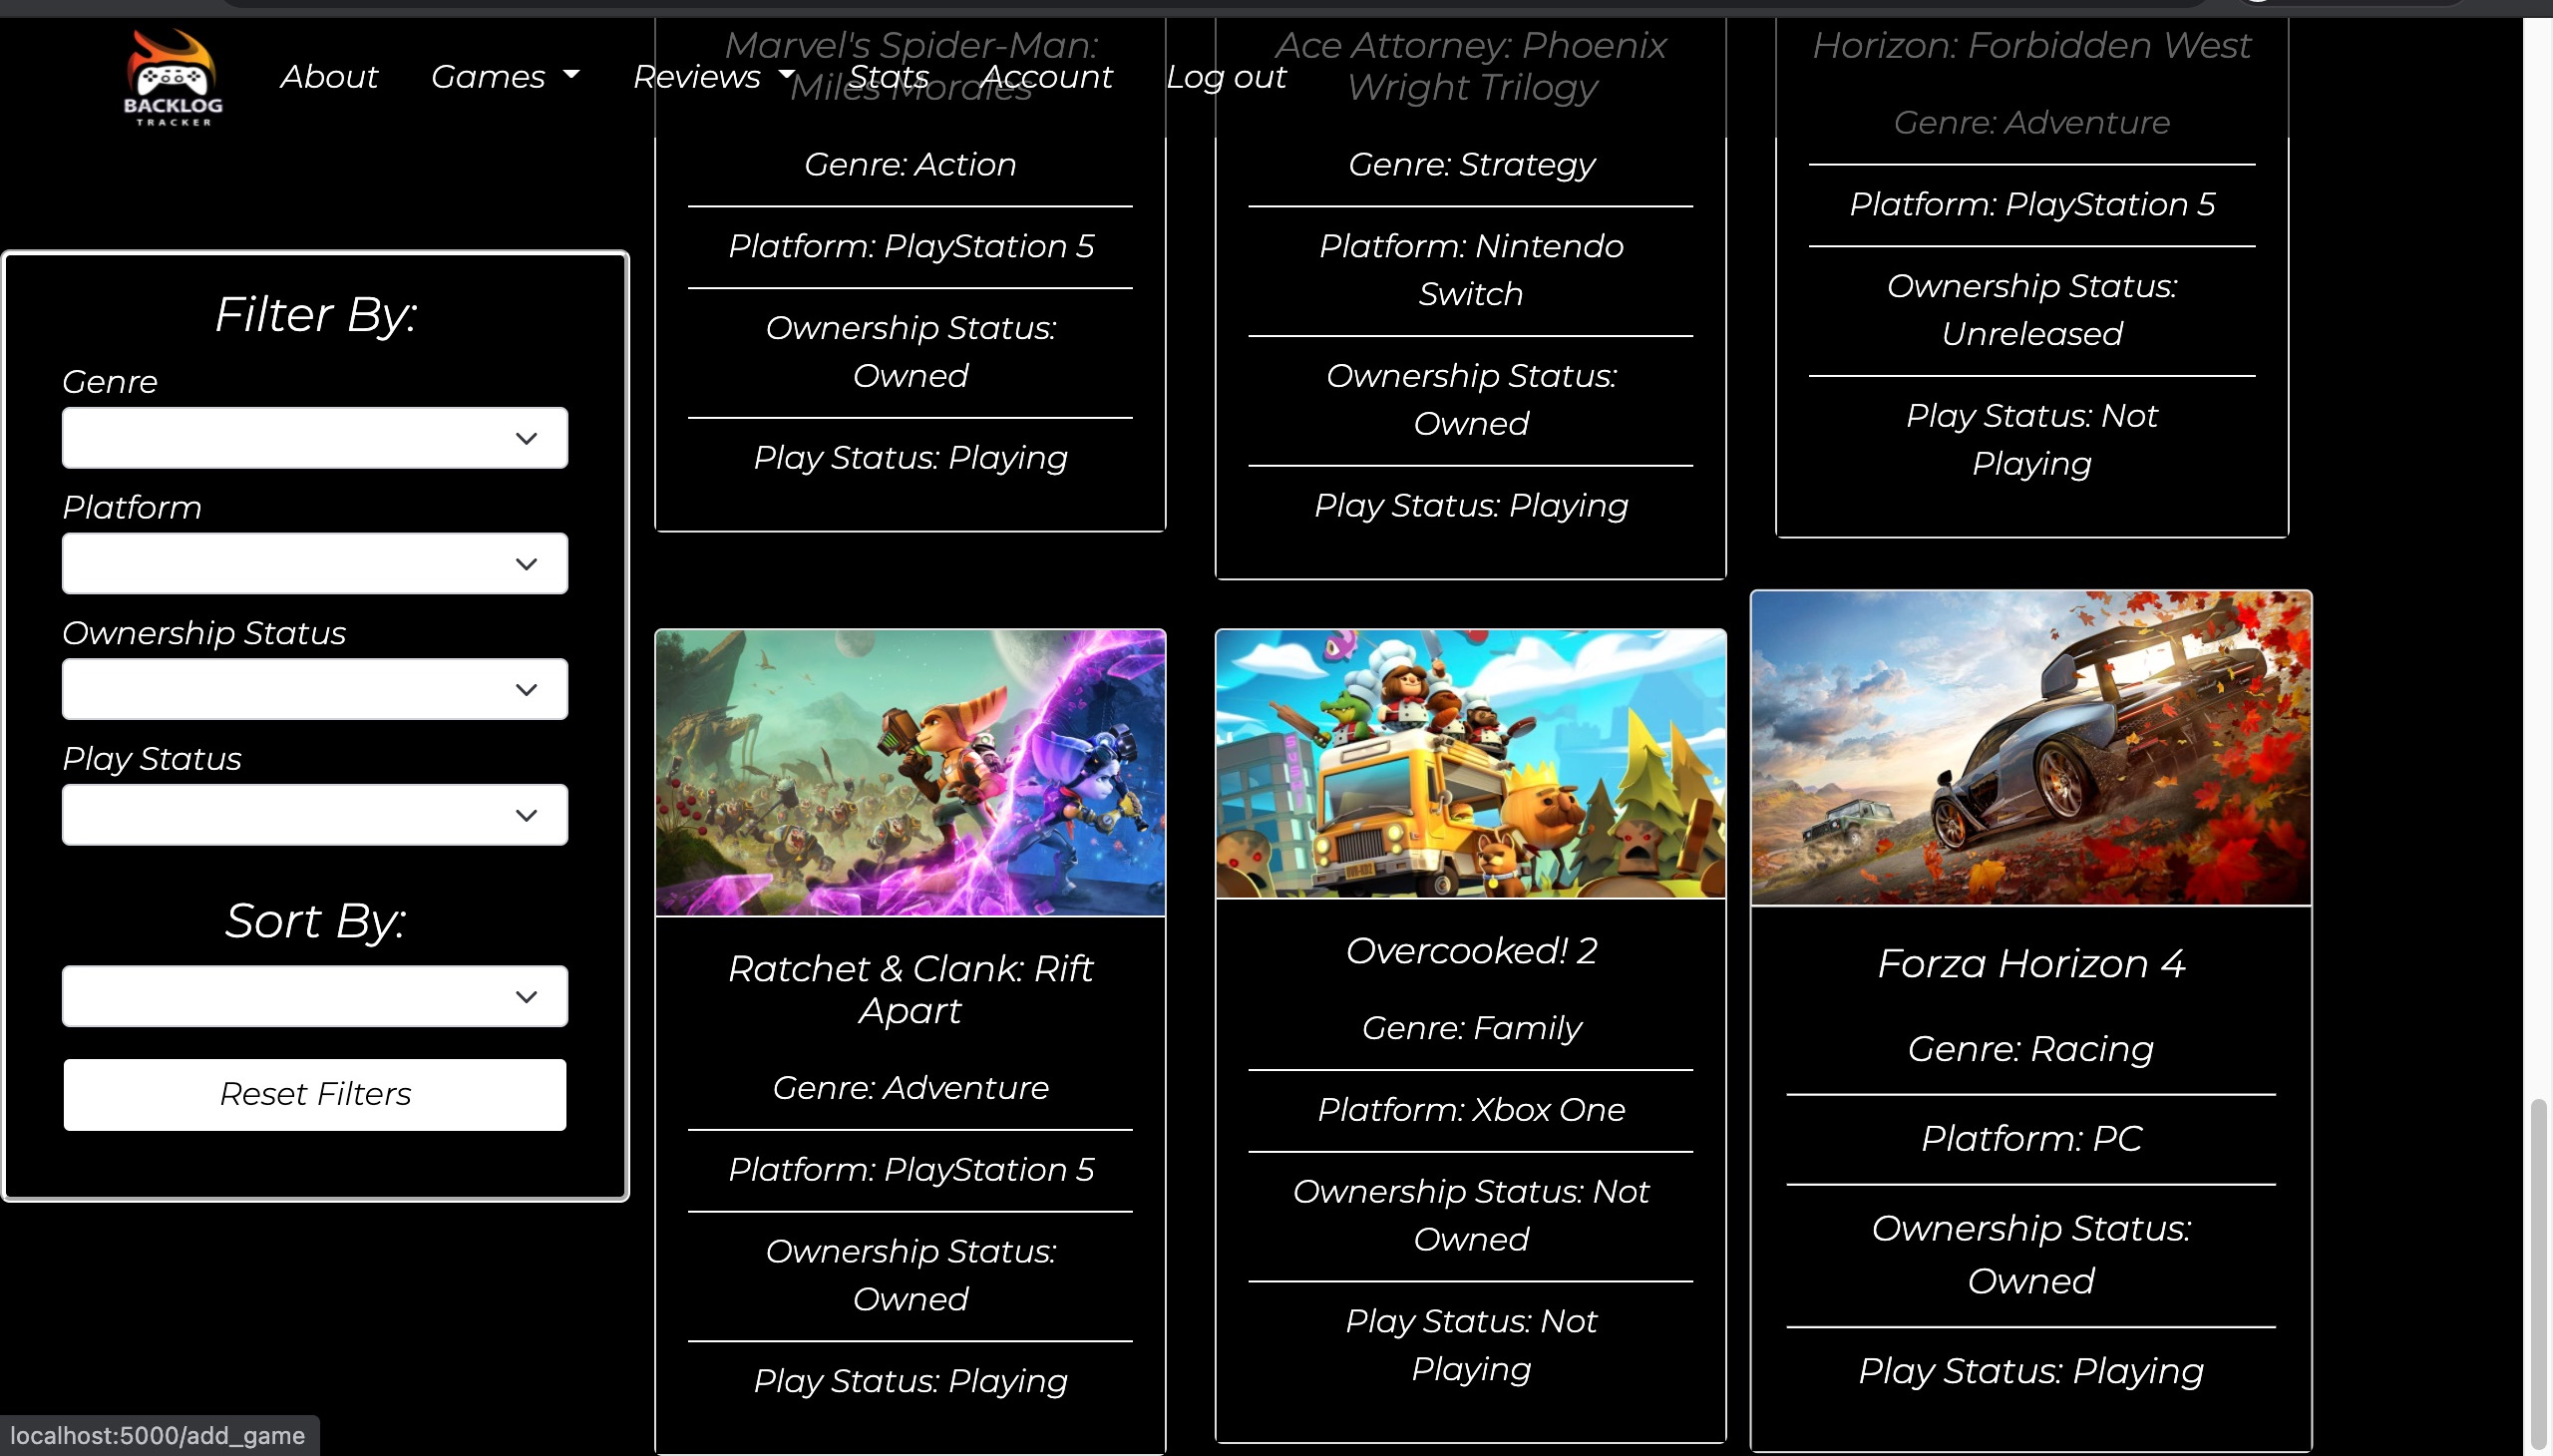 BACKLOG
TRACKER
About
Games
Reviews
Stats
Account
Log out
Marvel's Spider-Man:
Miles Morales
Genre: Action
Platform: PlayStation 5
Ownership Status:
Owned
Play Status: Playing
Ace Attorney: Phoenix
Wright Trilogy
Genre: Strategy
Platform: Nintendo
Switch
Ownership Status:
Owned
Play Status: Playing
Horizon: Forbidden West
Genre: Adventure
Platform: PlayStation 5
Ownership Status:
Unreleased
Play Status: Not
Playing
Filter By:
Genre
Platform
Ownership Status
Play Status
Sort By:
Reset Filters
Ratchet & Clank: Rift
Apart
Genre: Adventure
Platform: PlayStation 5
Ownership Status:
Owned
Play Status: Playing
Overcooked! 2
Genre: Family
Platform: Xbox One
Ownership Status: Not
Owned
Play Status: Not
Playing
Forza Horizon 4
Genre: Racing
Platform: PC
Ownership Status:
Owned
Play Status: Playing
localhost:5000/add_game